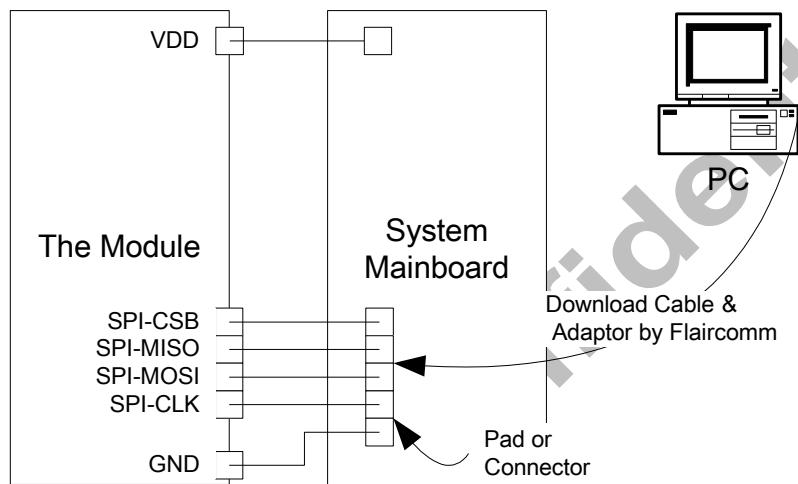 VDD
The Module
System
Mainboard
PC
SPI-CSB
SPI-MISO
SPI-MOSI
SPI-CLK
GND
Download Cable &
Adaptor by Flaircomm
Pad or
Connector